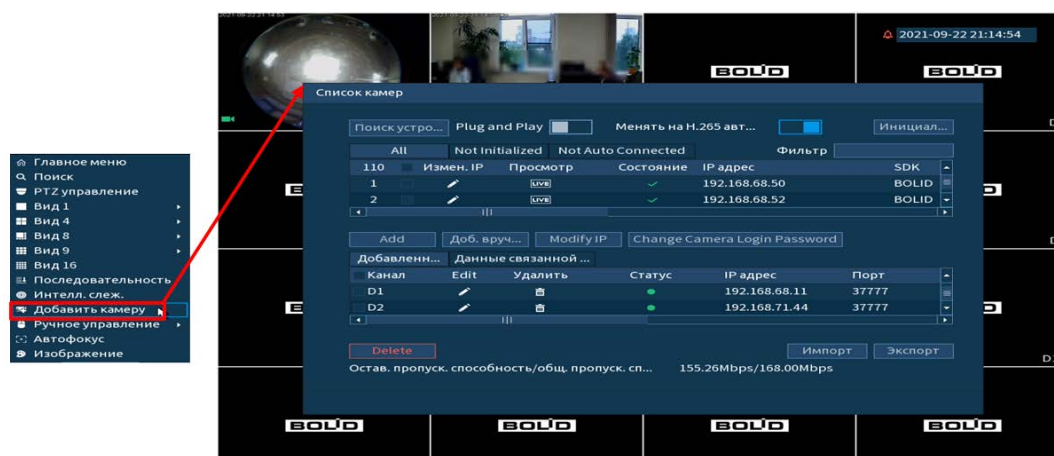 2021-09-22 21:14:54
BOLID BOLID
Список камер
Поиск устро... Plug and Play Менять на H.265 авт... Инициал...
All Not Initialized Not Auto Connected Фильтр
110 Измен. IP Просмотр Состояние IP адрес SDK
1 LIVE 192.168.68.50 BOLID
2 LIVE 192.168.68.52 BOLID
Add Доб. вруч... Modify IP Change Camera Login Password
Добавленн... Данные связанной ...
Канал Edit Удалить Статус IP адрес Порт
D1 192.168.68.11 37777
D2 192.168.71.44 37777
Delete Импорт Экспорт
Остав. пропуск. способность/общ. пропуск. сп... 155.26Mbps/168.00Mbps
BOLID BOLID BOLID BOLID
Главное меню
Поиск
PTZ управление
Вид 1
Вид 4
Вид 8
Вид 9
Вид 16
Последовательность
Интелл. слеж.
Добавить камеру
Ручное управление
Автофокус
Изображение